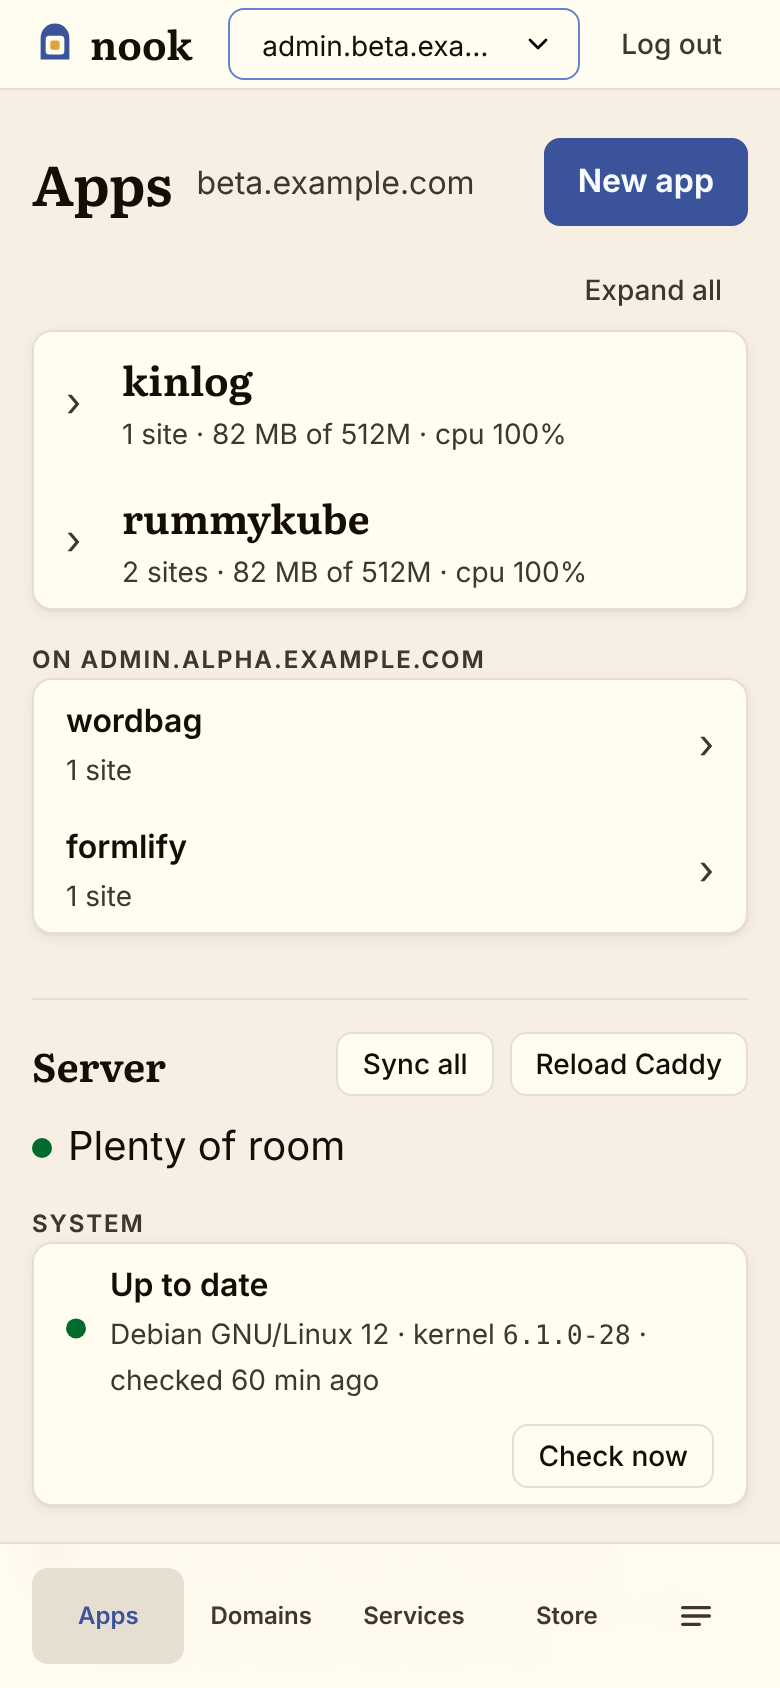 nook
admin.beta.exa...
Log out
Apps
beta.example.com
New app
Expand all
kinlog
1 site · 82 MB of 512M · cpu 100%
rummykube
2 sites · 82 MB of 512M · cpu 100%
ON ADMIN.ALPHA.EXAMPLE.COM
wordbag
1 site
formlify
1 site
Server
Sync all
Reload Caddy
Plenty of room
SYSTEM
Up to date
Debian GNU/Linux 12 · kernel 6.1.0-28 ·
checked 60 min ago
Check now
Apps
Domains
Services
Store